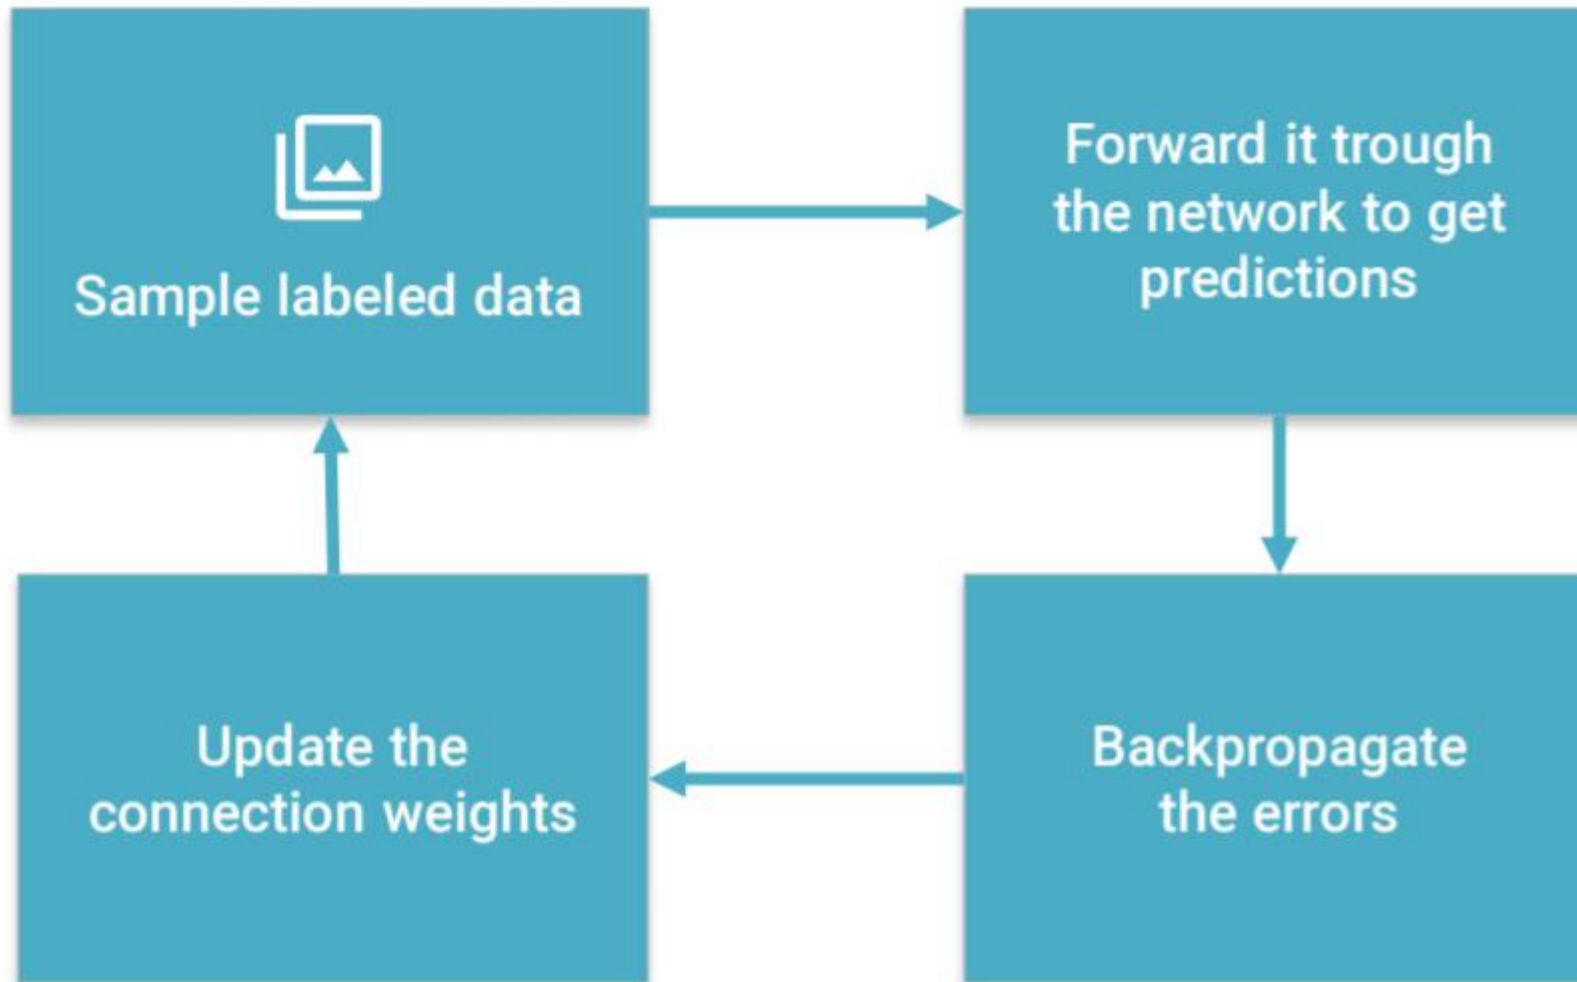 Sample labeled data
Forward it trough
the network to get
predictions
Backpropagate
the errors
Update the
connection weights